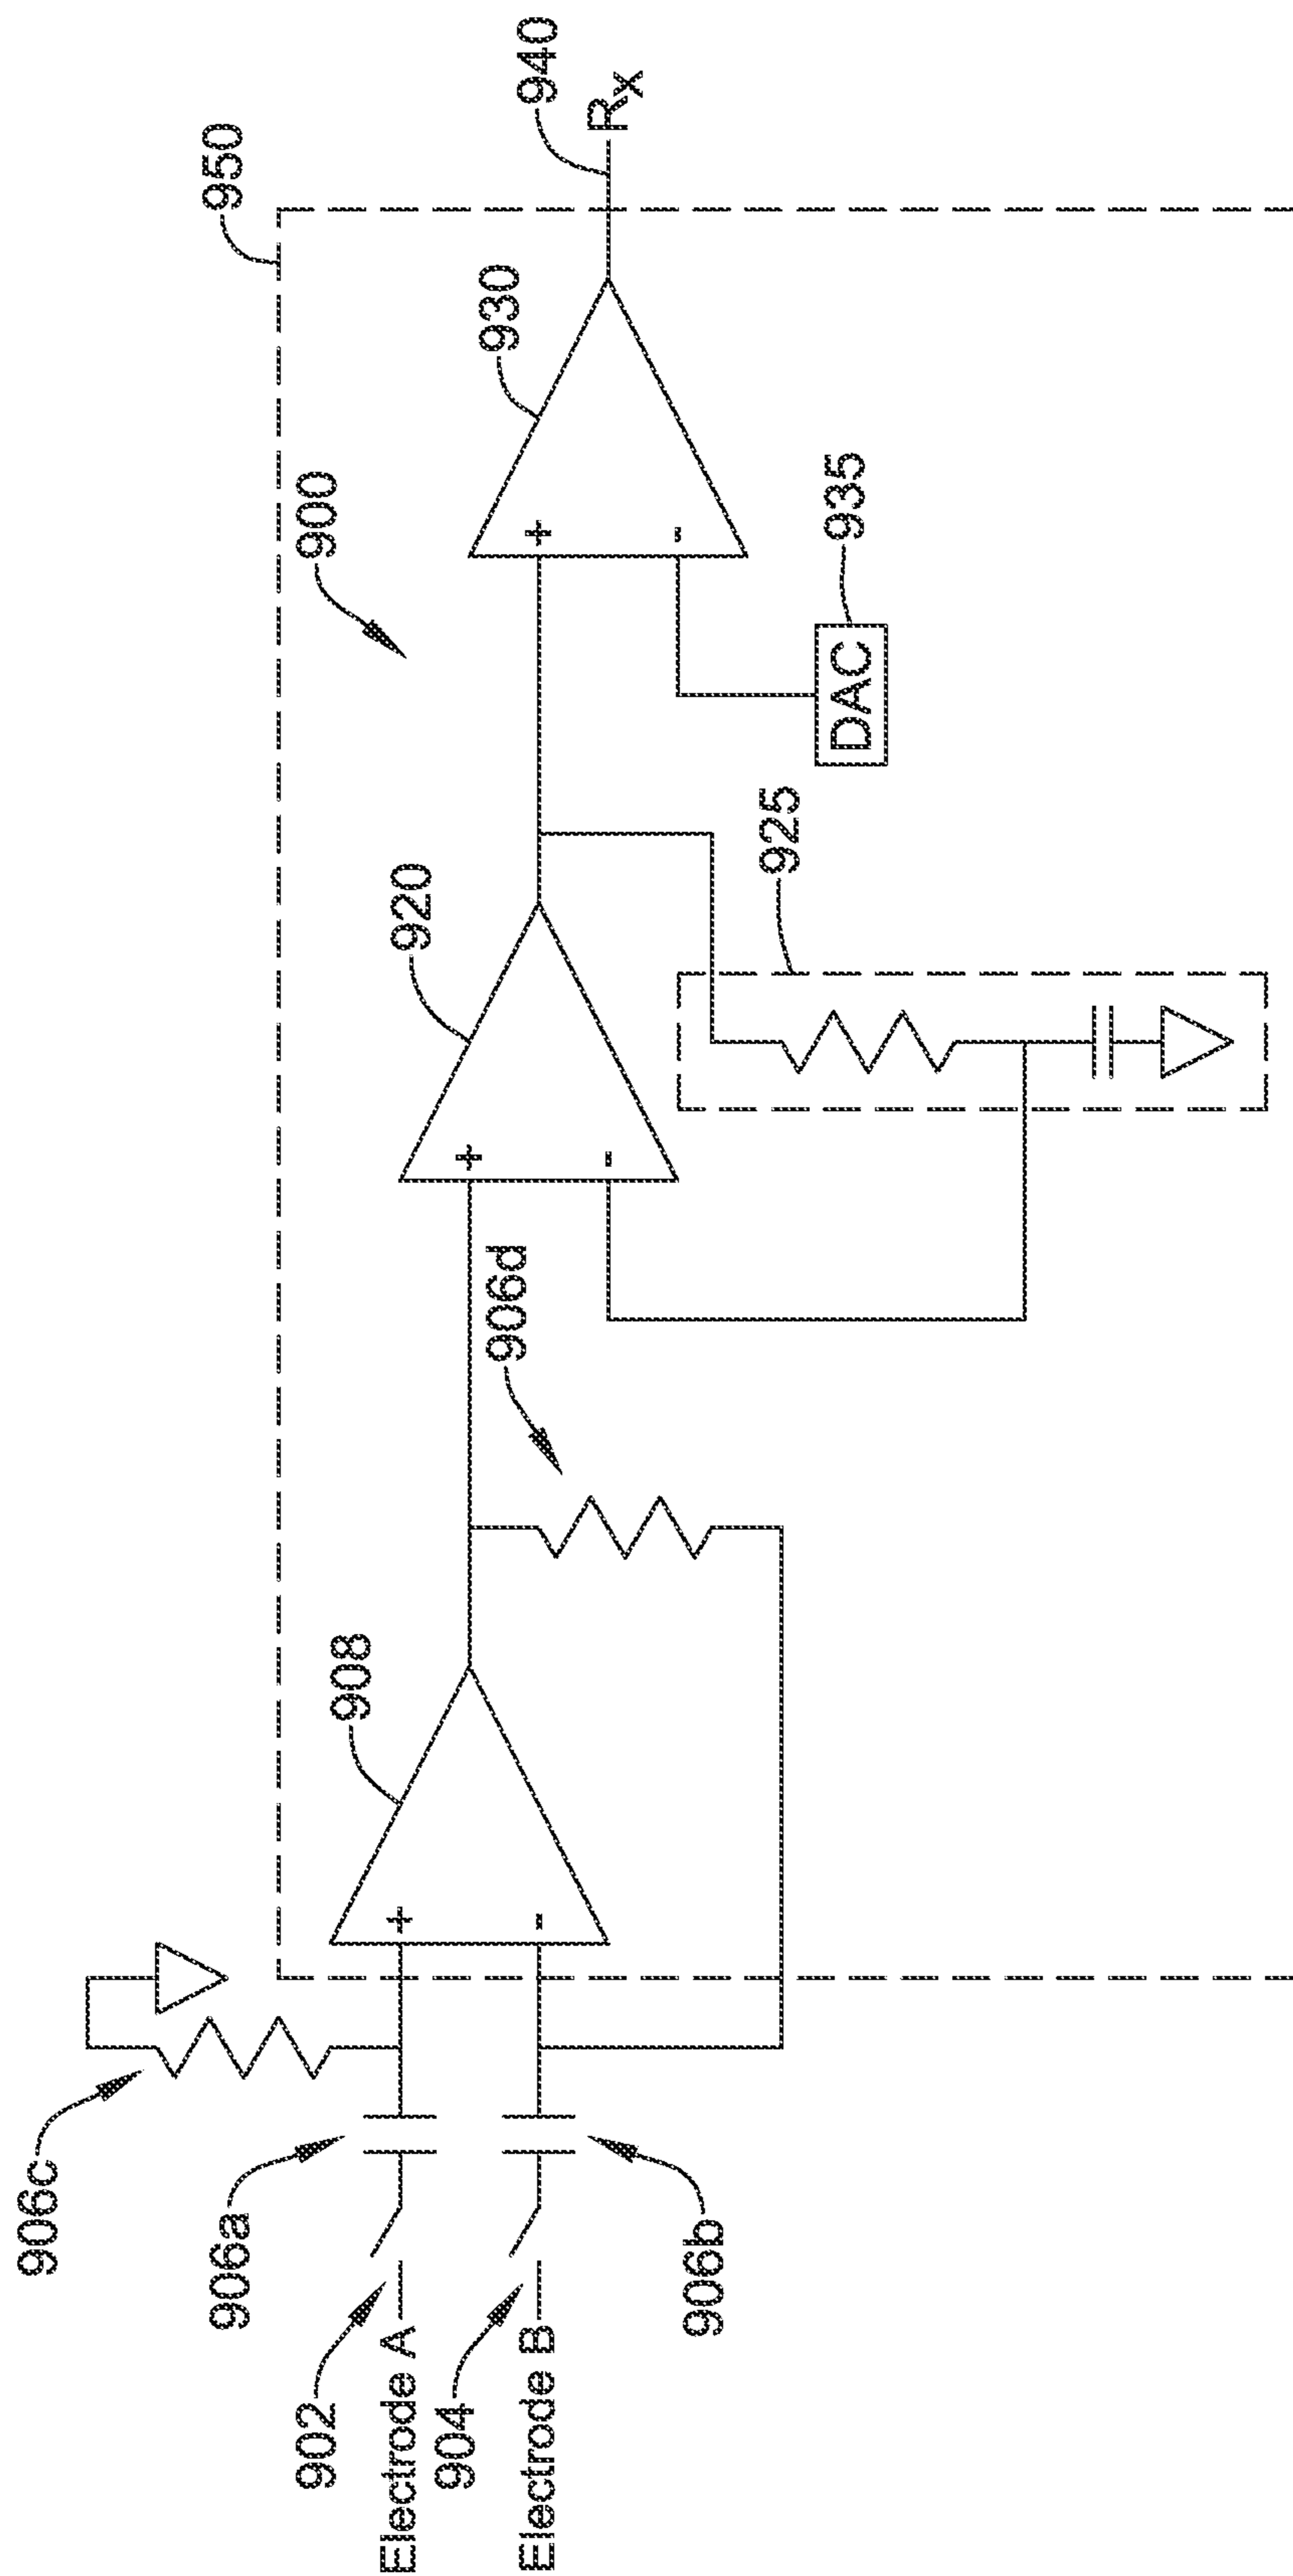 906c
906a
902
Electrode A
904
Electrode B
906b
+
-
908
906d
+
-
920
925
900
+
-
DAC
935
930
950
940
Rx